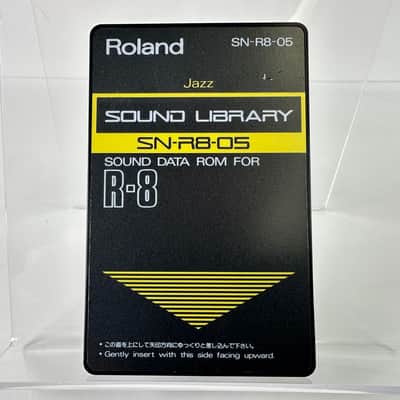 Roland SN-R8-05
Jazz
SOUND LIBRARY
SN-R8-05
SOUND DATA ROM FOR
R-8
• この面を上にして矢印方向にゆっくりと差し込んで下さい。
• Gently insert with this side facing upward.